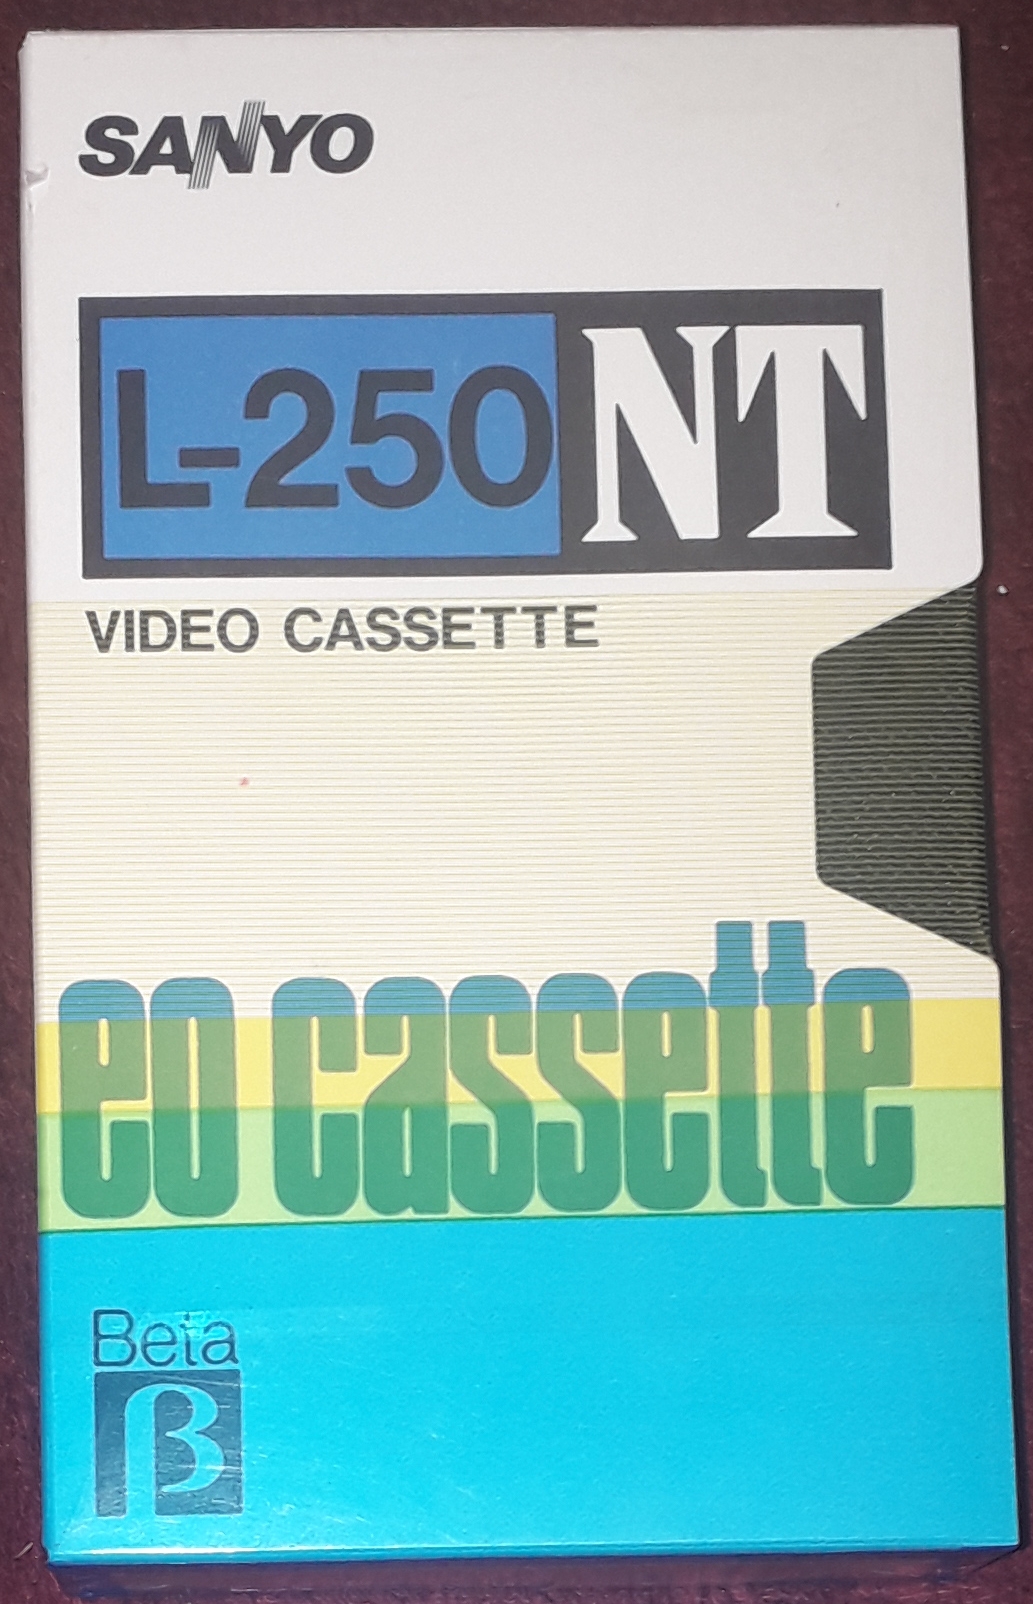 SANYO
L-250 NT
VIDEO CASSETTE
eo cassette
Beta
β